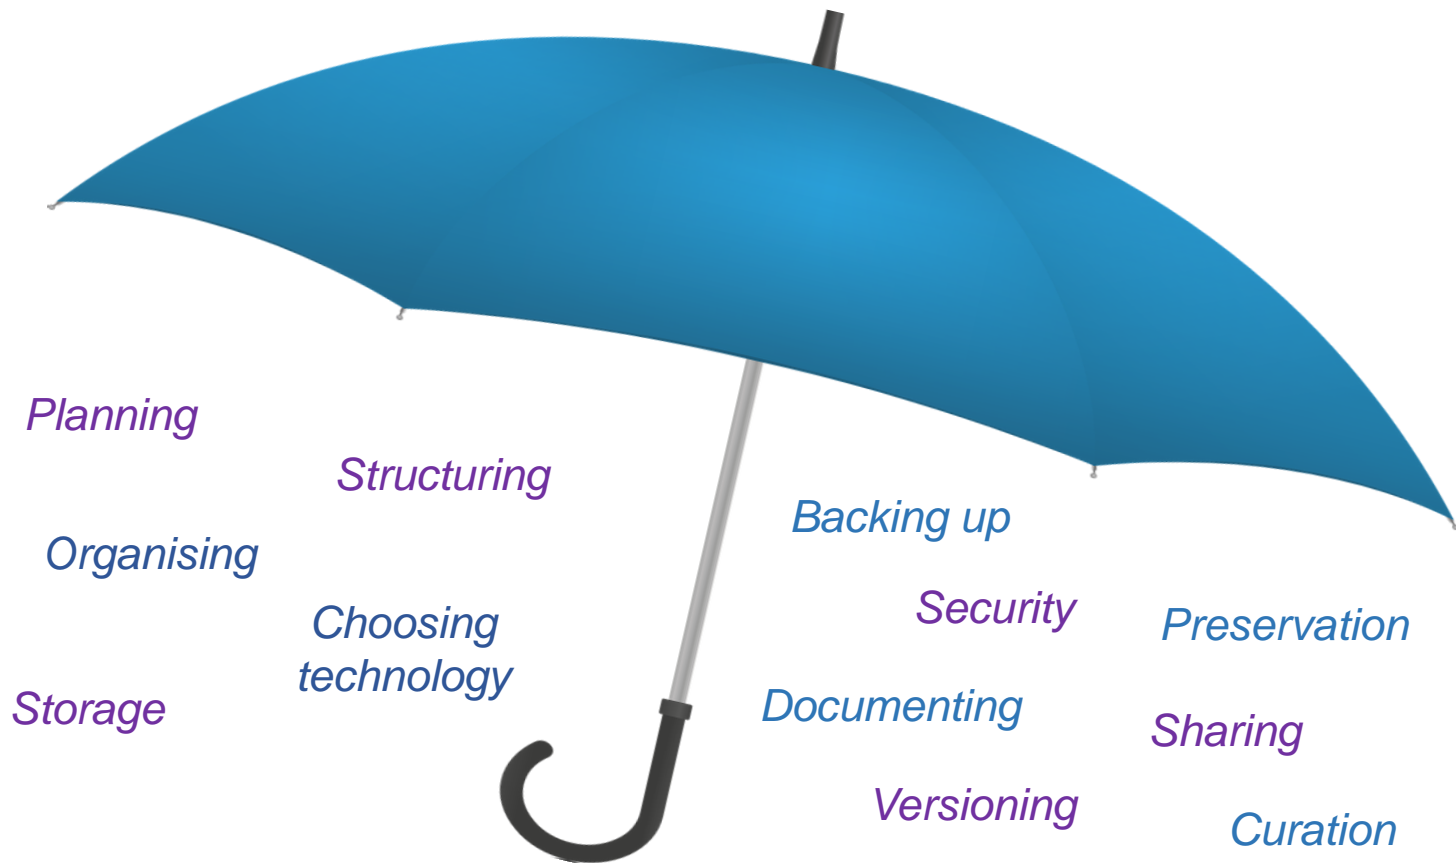 Planning
Structuring
Organising
Choosing
technology
Storage
Backing up
Security
Preservation
Documenting
Sharing
Versioning
Curation